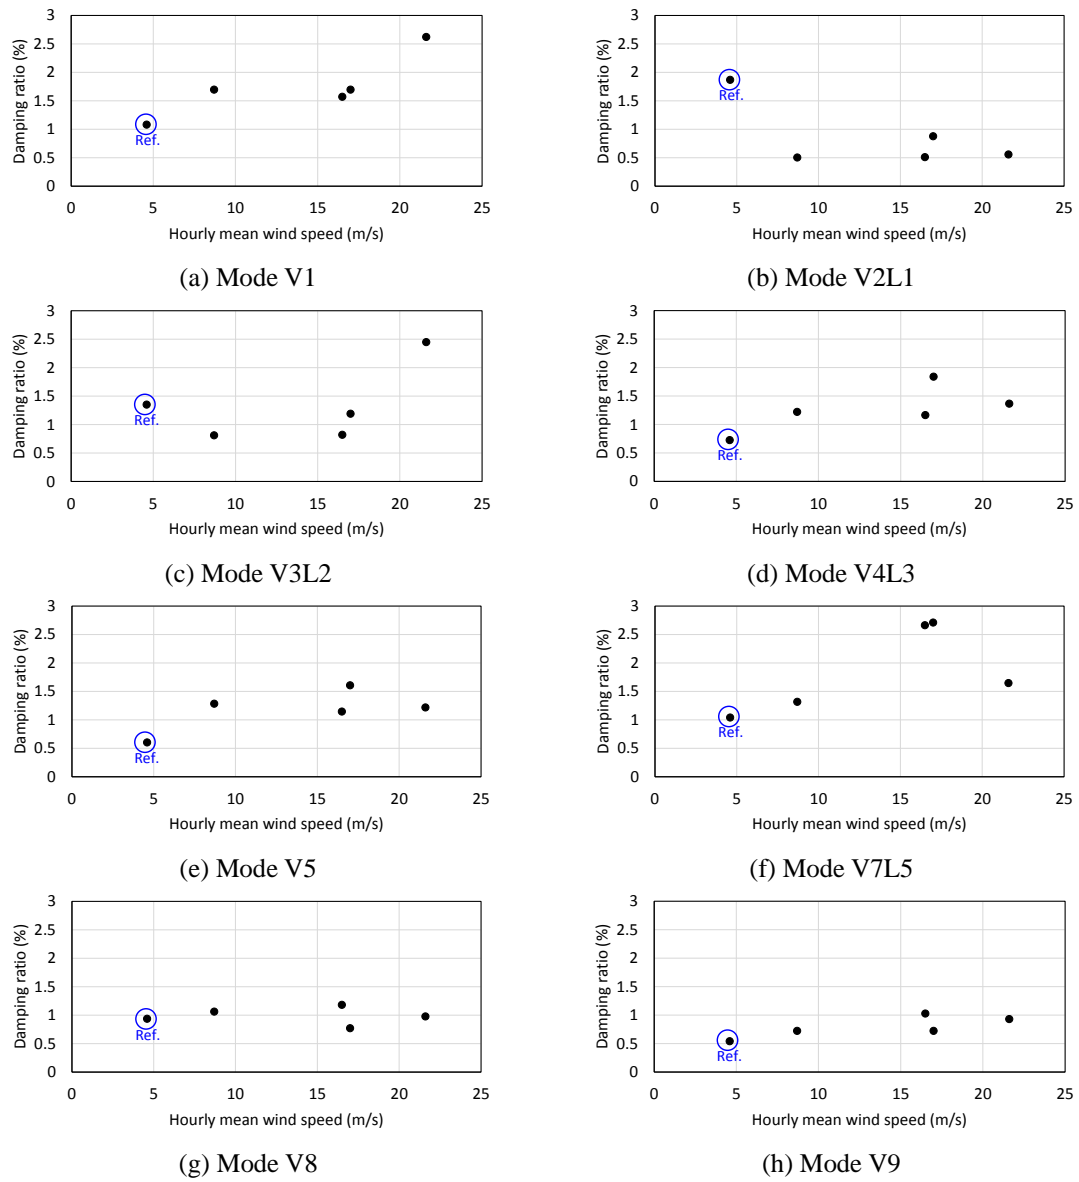 3
2.5
2
1.5
1
0.5
0
Damping ratio (%)
Ref.
0 5 10 15 20 25
Hourly mean wind speed (m/s)
(a) Mode V1
3
2.5
2
1.5
1
0.5
0
Damping ratio (%)
Ref.
0 5 10 15 20 25
Hourly mean wind speed (m/s)
(b) Mode V2L1
3
2.5
2
1.5
1
0.5
0
Damping ratio (%)
Ref.
0 5 10 15 20 25
Hourly mean wind speed (m/s)
(c) Mode V3L2
3
2.5
2
1.5
1
0.5
0
Damping ratio (%)
Ref.
0 5 10 15 20 25
Hourly mean wind speed (m/s)
(d) Mode V4L3
3
2.5
2
1.5
1
0.5
0
Damping ratio (%)
Ref.
0 5 10 15 20 25
Hourly mean wind speed (m/s)
(e) Mode V5
3
2.5
2
1.5
1
0.5
0
Damping ratio (%)
Ref.
0 5 10 15 20 25
Hourly mean wind speed (m/s)
(f) Mode V7L5
3
2.5
2
1.5
1
0.5
0
Damping ratio (%)
Ref.
0 5 10 15 20 25
Hourly mean wind speed (m/s)
(g) Mode V8
3
2.5
2
1.5
1
0.5
0
Damping ratio (%)
Ref.
0 5 10 15 20 25
Hourly mean wind speed (m/s)
(h) Mode V9